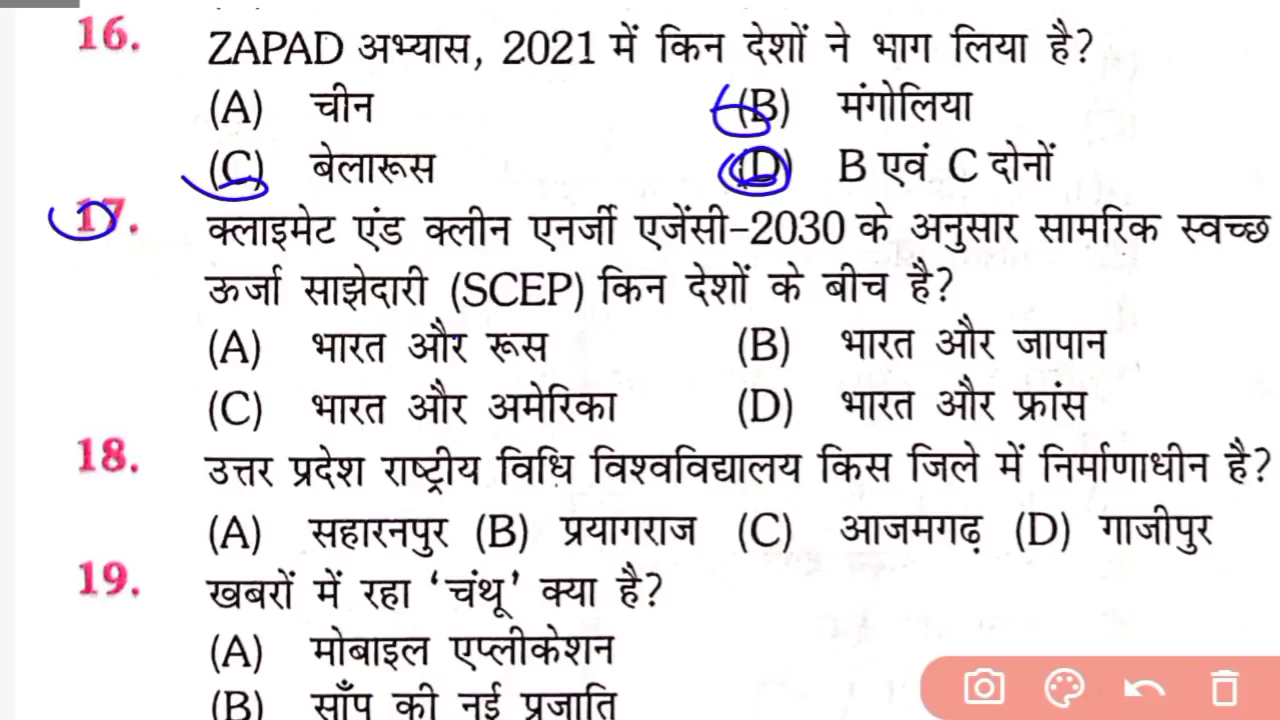 16. ZAPAD अभ्यास, 2021 में किन देशों ने भाग लिया है?
(A) चीन (B) मंगोलिया
(C) बेलारूस (D) B एवं C दोनों
17. क्लाइमेट एंड क्लीन एनर्जी एजेंसी-2030 के अनुसार सामरिक स्वच्छ
ऊर्जा साझेदारी (SCEP) किन देशों के बीच है?
(A) भारत और रूस (B) भारत और जापान
(C) भारत और अमेरिका (D) भारत और फ्रांस
18. उत्तर प्रदेश राष्ट्रीय विधि विश्वविद्यालय किस जिले में निर्माणाधीन है?
(A) सहारनपुर (B) प्रयागराज (C) आजमगढ़ (D) गाजीपुर
19. खबरों में रहा ‘चंथू’ क्या है?
(A) मोबाइल एप्लीकेशन
(B) साँप की नई प्रजाति